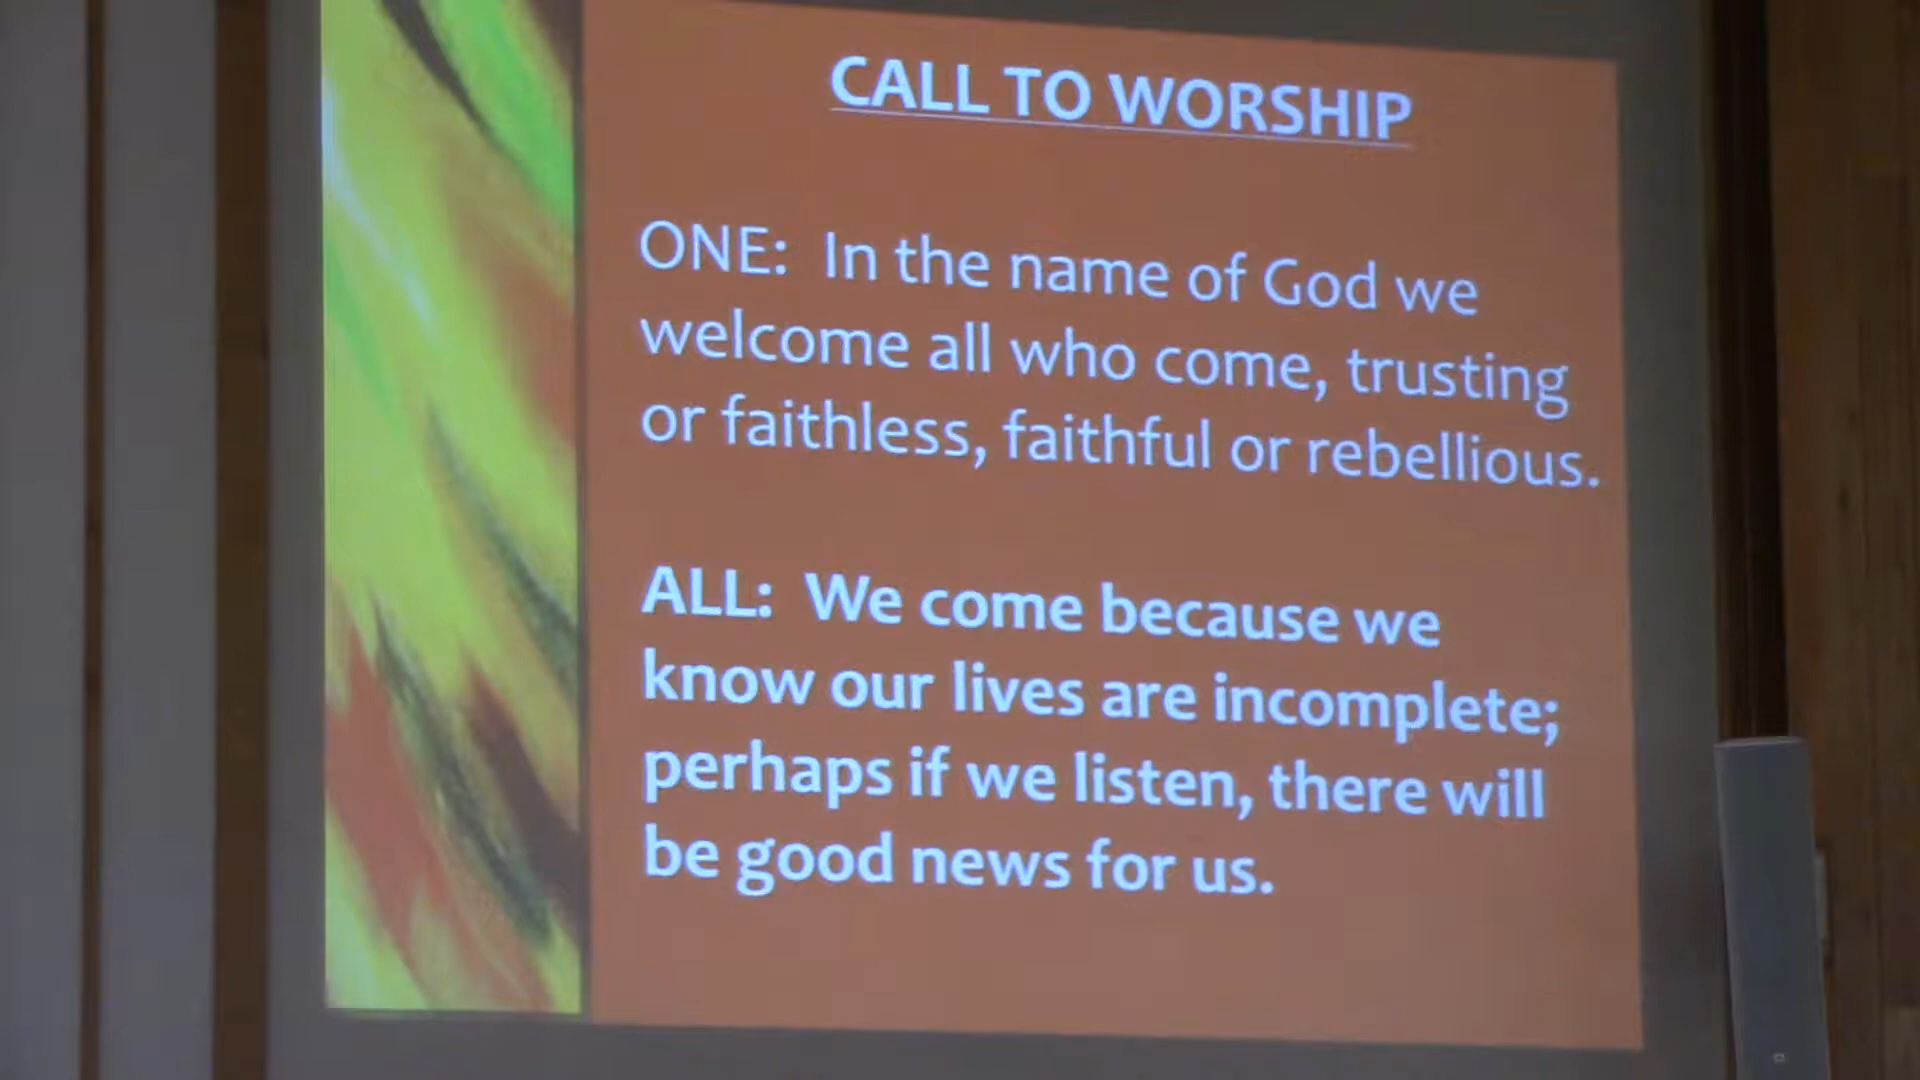 CALL TO WORSHIP
ONE: In the name of God we
welcome all who come, trusting
or faithless, faithful or rebellious.
ALL: We come because we
know our lives are incomplete;
perhaps if we listen, there will
be good news for us.